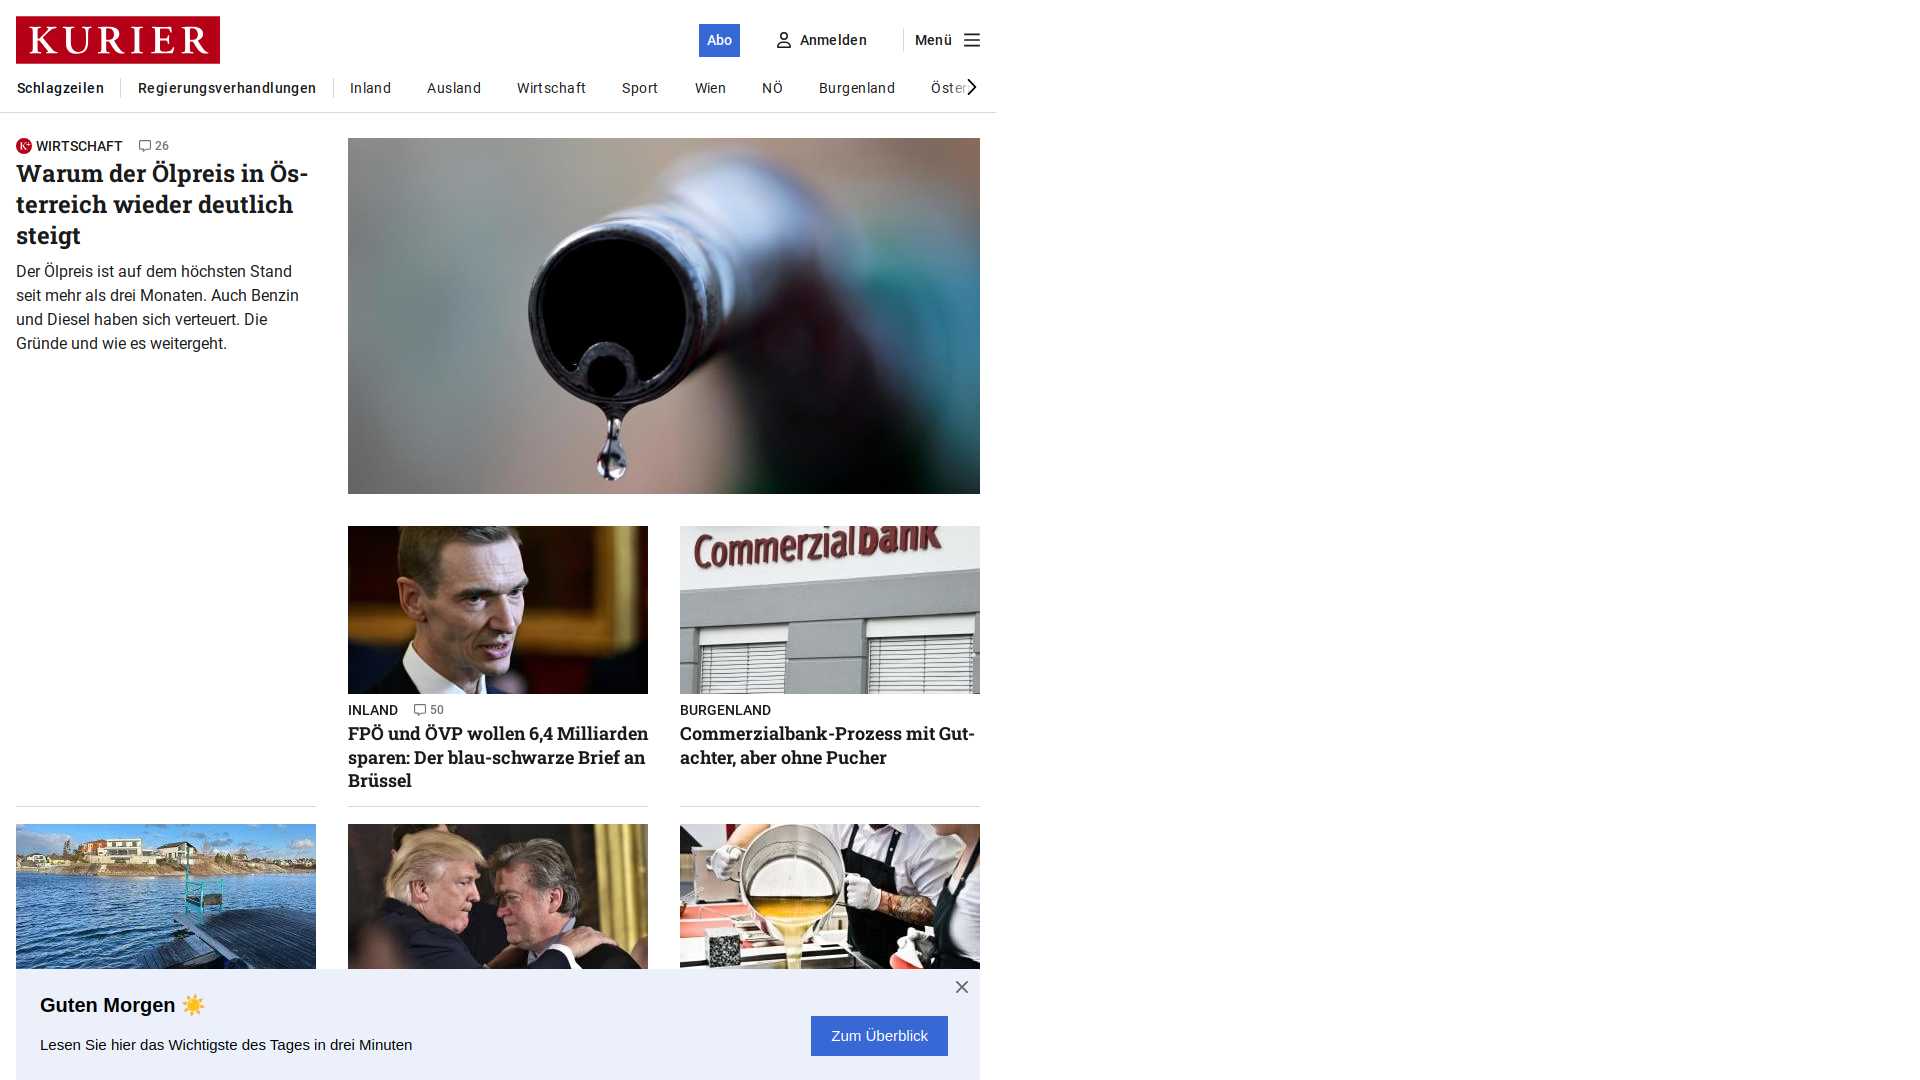 KURIER
Abo
Anmelden
Menü
Schlagzeilen
Regierungsverhandlungen
Inland
Ausland
Wirtschaft
Sport
Wien
NÖ
Burgenland
Öster
K+ WIRTSCHAFT 26
Warum der Ölpreis in Ös-
terreich wieder deutlich
steigt
Der Ölpreis ist auf dem höchsten Stand
seit mehr als drei Monaten. Auch Benzin
und Diesel haben sich verteuert. Die
Gründe und wie es weitergeht.
Commerzialbank
INLAND 50
FPÖ und ÖVP wollen 6,4 Milliarden
sparen: Der blau-schwarze Brief an
Brüssel
BURGENLAND
Commerzialbank-Prozess mit Gut-
achter, aber ohne Pucher
Guten Morgen ☀️
Lesen Sie hier das Wichtigste des Tages in drei Minuten
Zum Überblick